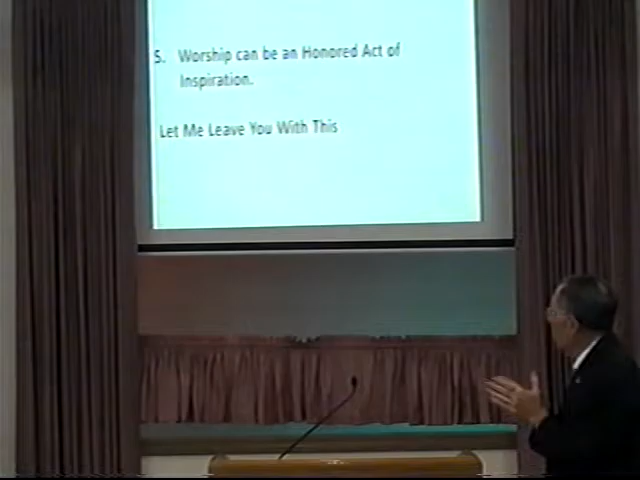 5. Worship can be an Honored Act of
Inspiration.
Let Me Leave You With This